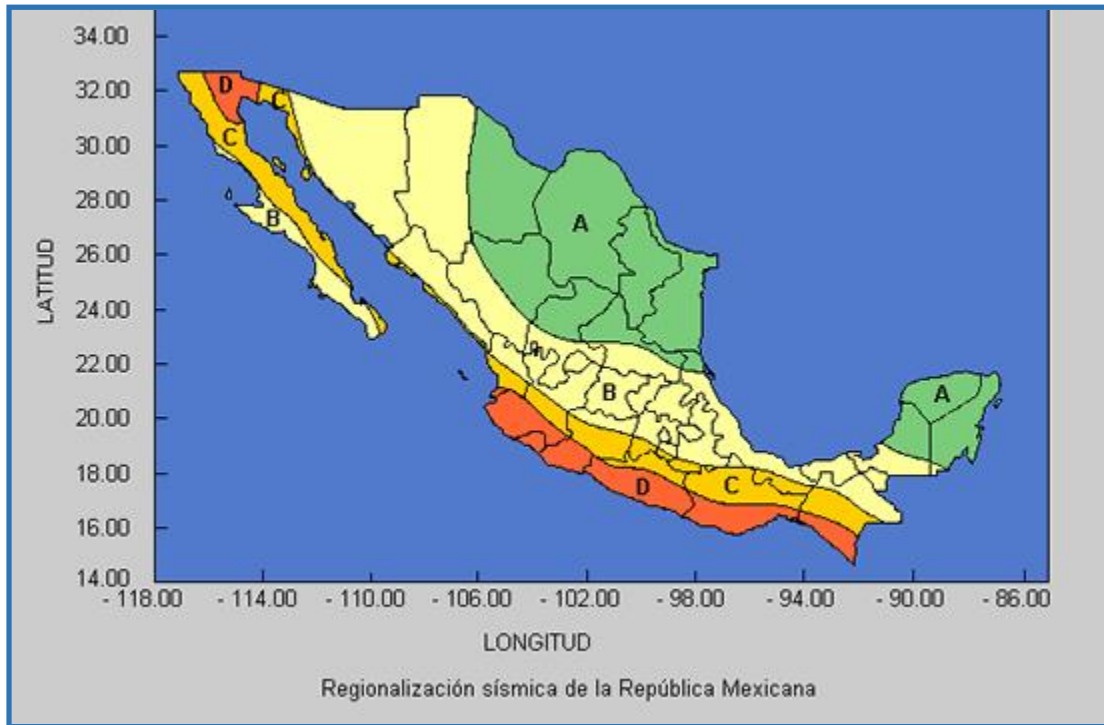 34.00
32.00
30.00
28.00
26.00
24.00
22.00
20.00
18.00
16.00
14.00
LATITUD
D
C
C
B
A
B
A
D
C
- 118.00 - 114.00 - 110.00 - 106.00 - 102.00 - 98.00 - 94.00 - 90.00 - 86.00
LONGITUD
Regionalización sísmica de la República Mexicana